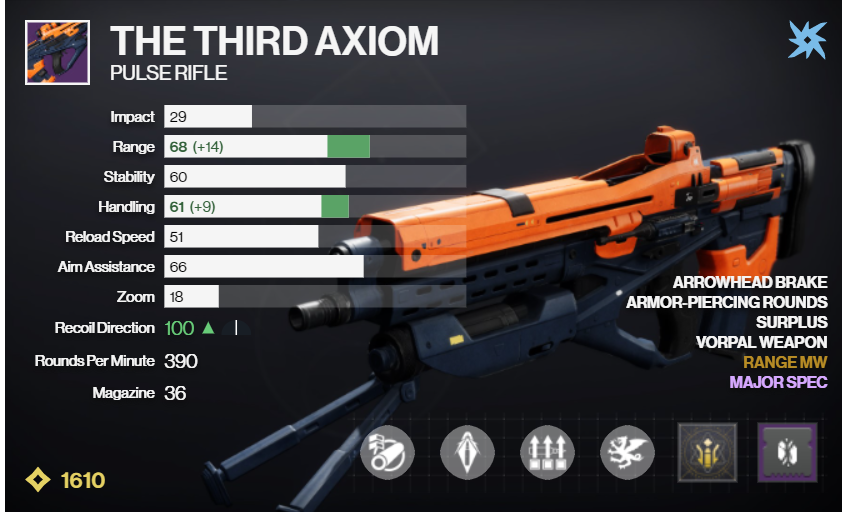 THE THIRD AXIOM
PULSE RIFLE
Impact 29
Range 68 (+14)
Stability 60
Handling 61 (+9)
Reload Speed 51
Aim Assistance 66
Zoom 18
Recoil Direction 100
Rounds Per Minute 390
Magazine 36
ARROWHEAD BRAKE
ARMOR-PIERCING ROUNDS
SURPLUS
VORPAL WEAPON
RANGE MW
MAJOR SPEC
1610